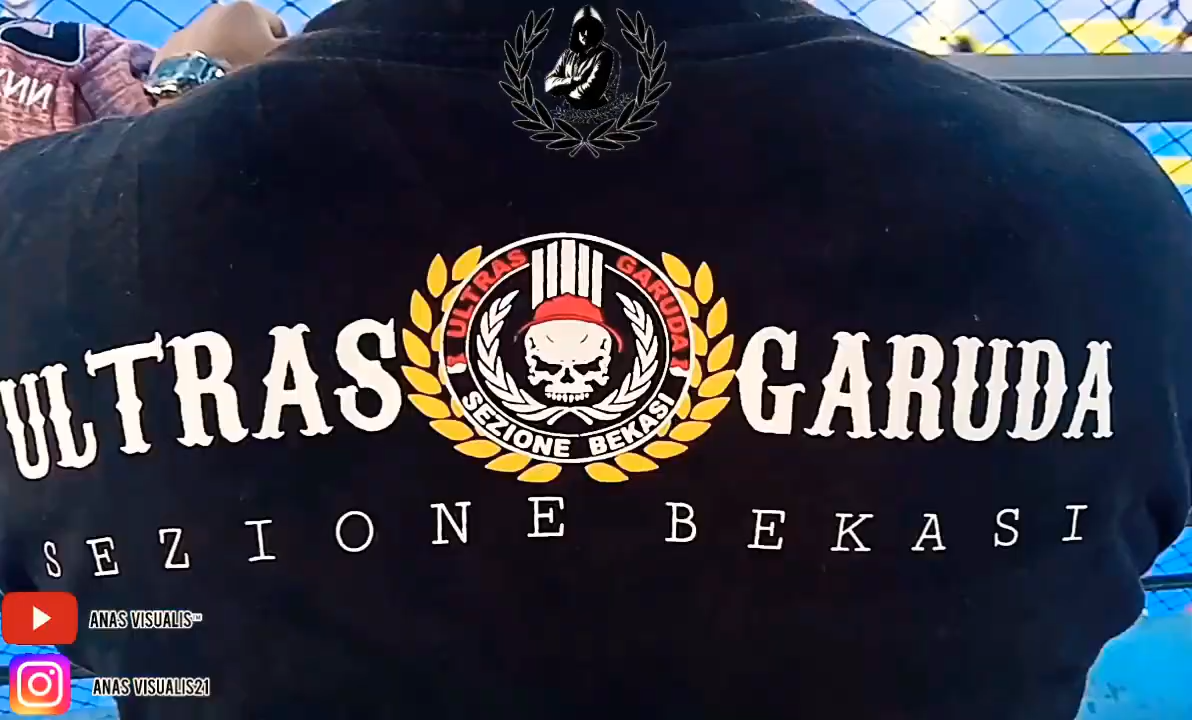 ULTRAS GARUDA
ULTRAS GARUDA
SEZIONE BEKASI
SEZIONE BEKASI
ANAS VISUALIS™
ANAS VISUALIS21